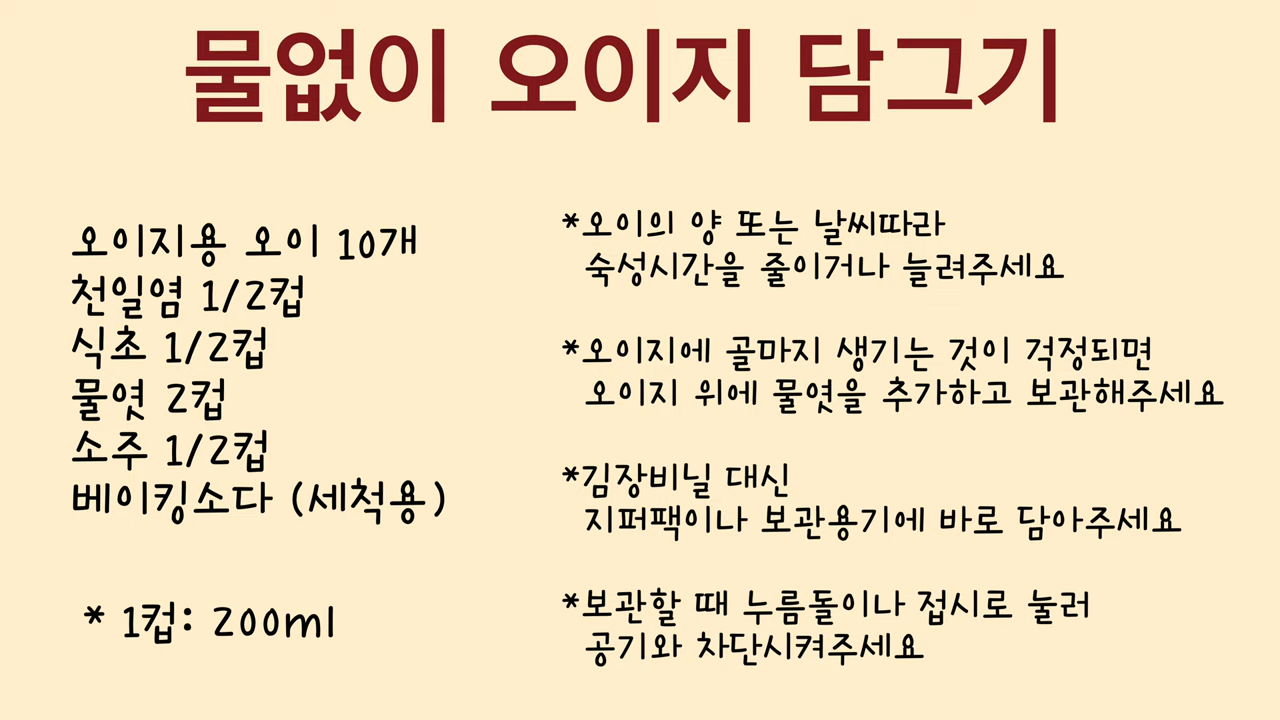 물없이 오이지 담그기
오이지용 오이 10개
천일염 1/2컵
식초 1/2컵
물엿 2컵
소주 1/2컵
베이킹소다 (세척용)
* 1컵: 200ml
*오이의 양 또는 날씨따라
숙성시간을 줄이거나 늘려주세요
*오이지에 골마지 생기는 것이 걱정되면
오이지 위에 물엿을 추가하고 보관해주세요
*김장비닐 대신
지퍼팩이나 보관용기에 바로 담아주세요
*보관할 때 누름돌이나 접시로 눌러
공기와 차단시켜주세요